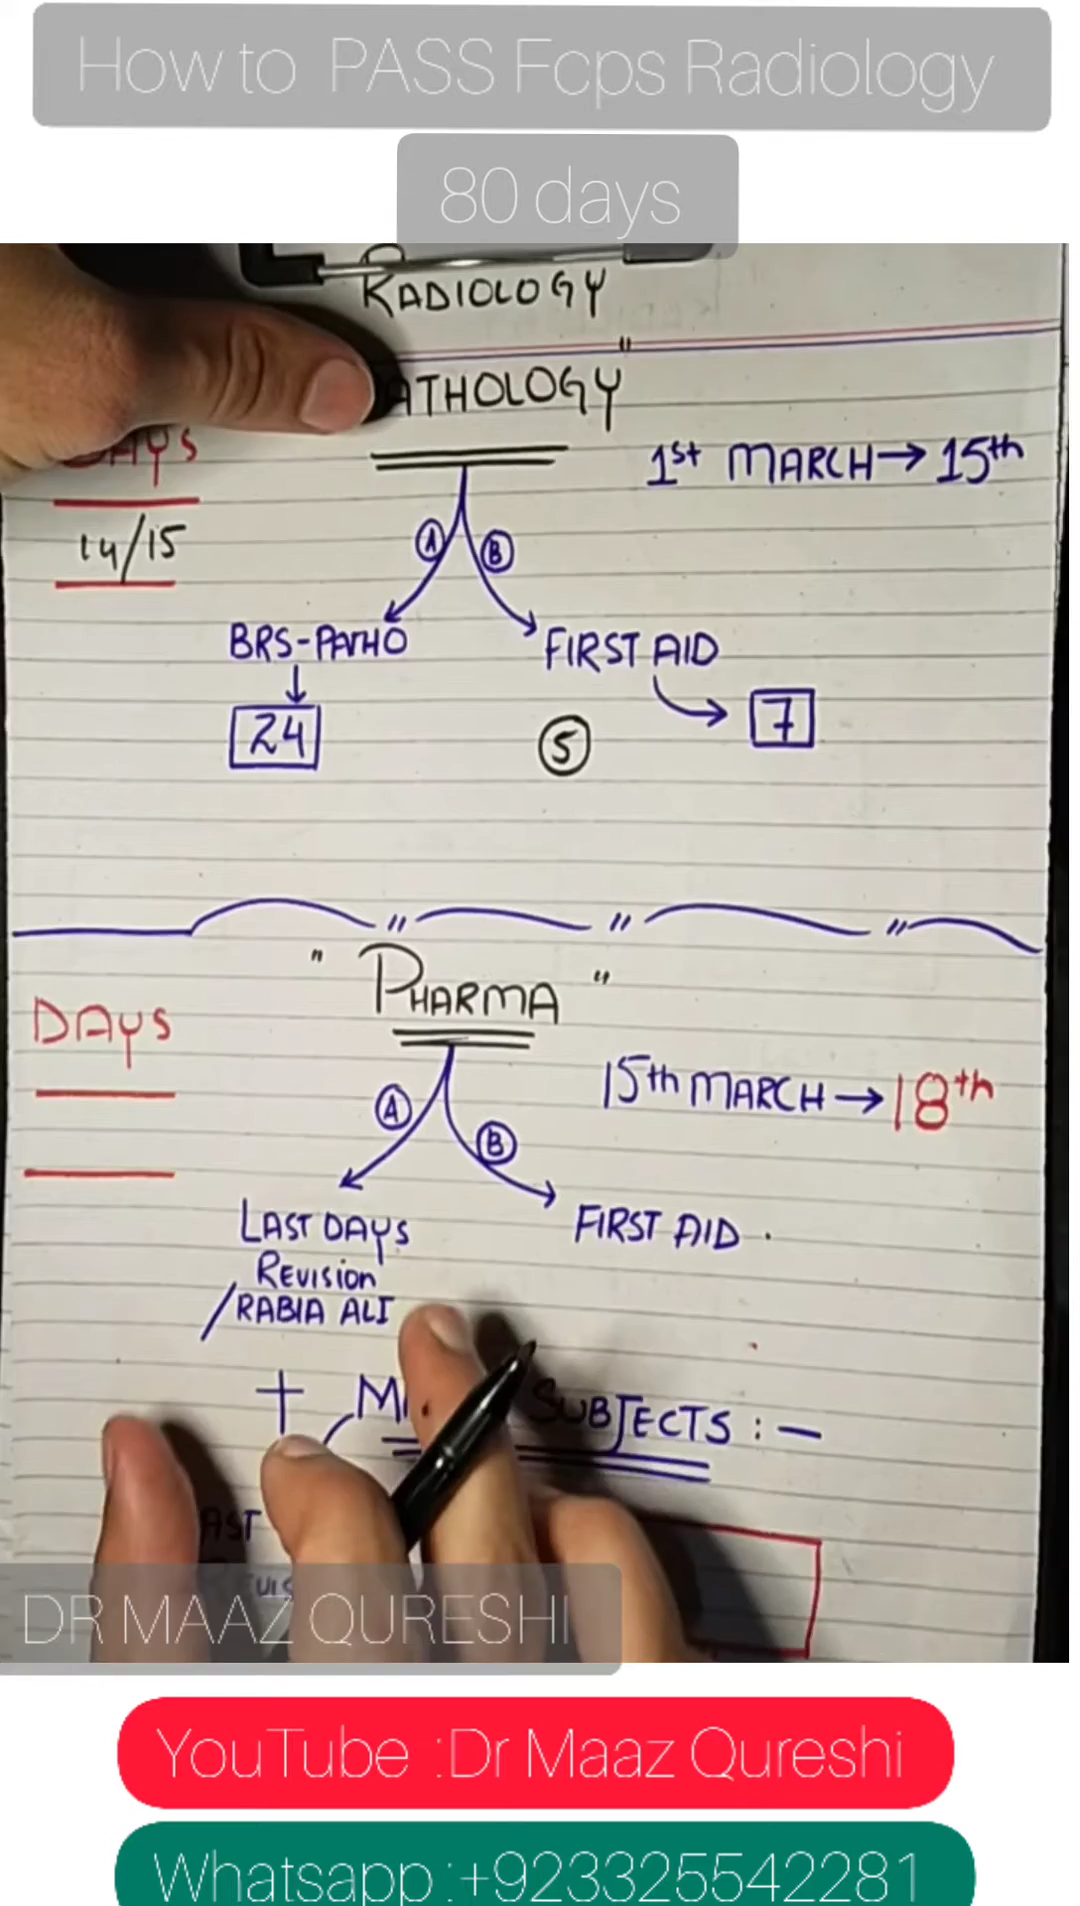 How to PASS Fcps Radiology
80 days
RADIOLOGY
PATHOLOGY"
DAYS
1st MARCH → 15th
14/15
A
B
BRS-PATHO
FIRST AID
24
5
7
" PHARMA "
DAYS
15th MARCH → 18th
A
B
LAST DAYS
REVISION
/RABIA ALI
FIRST AID.
+ SUBJECTS : -
DR MAAZ QURESHI
YouTube :Dr Maaz Qureshi
Whatsapp :+923325542281